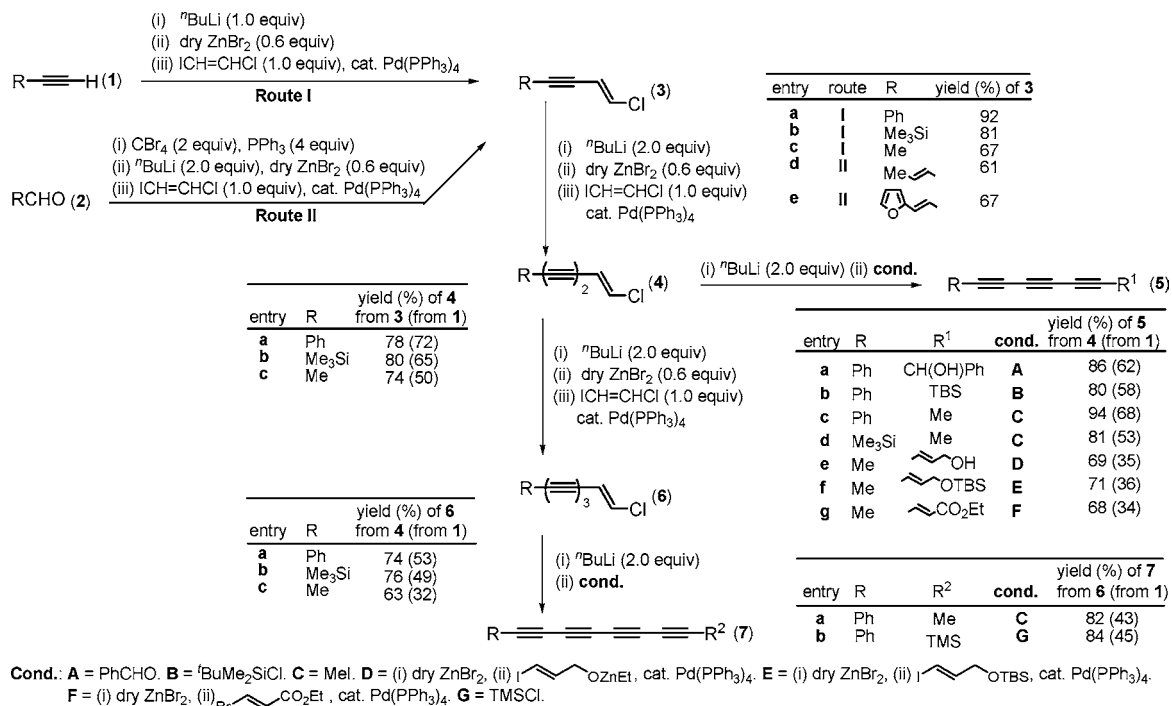 (i) ⁿBuLi (1.0 equiv)
(ii) dry ZnBr₂ (0.6 equiv)
(iii) ICH=CHCl (1.0 equiv), cat. Pd(PPh₃)₄
R H (1)
Route I
Cl (3)
(i) CBr₄ (2 equiv), PPh₃ (4 equiv)
(ii) ⁿBuLi (2.0 equiv), dry ZnBr₂ (0.6 equiv)
(iii) ICH=CHCl (1.0 equiv), cat. Pd(PPh₃)₄
RCHO (2)
Route II
R
(i) ⁿBuLi (2.0 equiv)
(ii) dry ZnBr₂ (0.6 equiv)
(iii) ICH=CHCl (1.0 equiv)
cat. Pd(PPh₃)₄
entry route R yield (%) of 3
a I Ph 92
b I Me₃Si 81
c I Me 67
d II Me 61
e II O 67
R ( )₂ Cl (4)
(i) ⁿBuLi (2.0 equiv) (ii) cond.
R R¹ (5)
yield (%) of 4
entry R from 3 (from 1)
a Ph 78 (72)
b Me₃Si 80 (65)
c Me 74 (50)
(i) ⁿBuLi (2.0 equiv)
(ii) dry ZnBr₂ (0.6 equiv)
(iii) ICH=CHCl (1.0 equiv)
cat. Pd(PPh₃)₄
yield (%) of 5
entry R R¹ cond. from 4 (from 1)
a Ph CH(OH)Ph A 86 (62)
b Ph TBS B 80 (58)
c Ph Me C 94 (68)
d Me₃Si Me C 81 (53)
e Me OH D 69 (35)
f Me OTBS E 71 (36)
g Me CO₂Et F 68 (34)
R ( )₃ Cl (6)
yield (%) of 6
entry R from 4 (from 1)
a Ph 74 (53)
b Me₃Si 76 (49)
c Me 63 (32)
(i) ⁿBuLi (2.0 equiv)
(ii) cond.
R R² (7)
yield (%) of 7
entry R R² cond. from 6 (from 1)
a Ph Me C 82 (43)
b Ph TMS G 84 (45)
Cond.: A = PhCHO. B = ᵗBuMe₂SiCl. C = MeI. D = (i) dry ZnBr₂, (ii) I OZnEt, cat. Pd(PPh₃)₄. E = (i) dry ZnBr₂, (ii) I OTBS, cat. Pd(PPh₃)₄.
F = (i) dry ZnBr₂, (ii) Br CO₂Et, cat. Pd(PPh₃)₄. G = TMSCl.